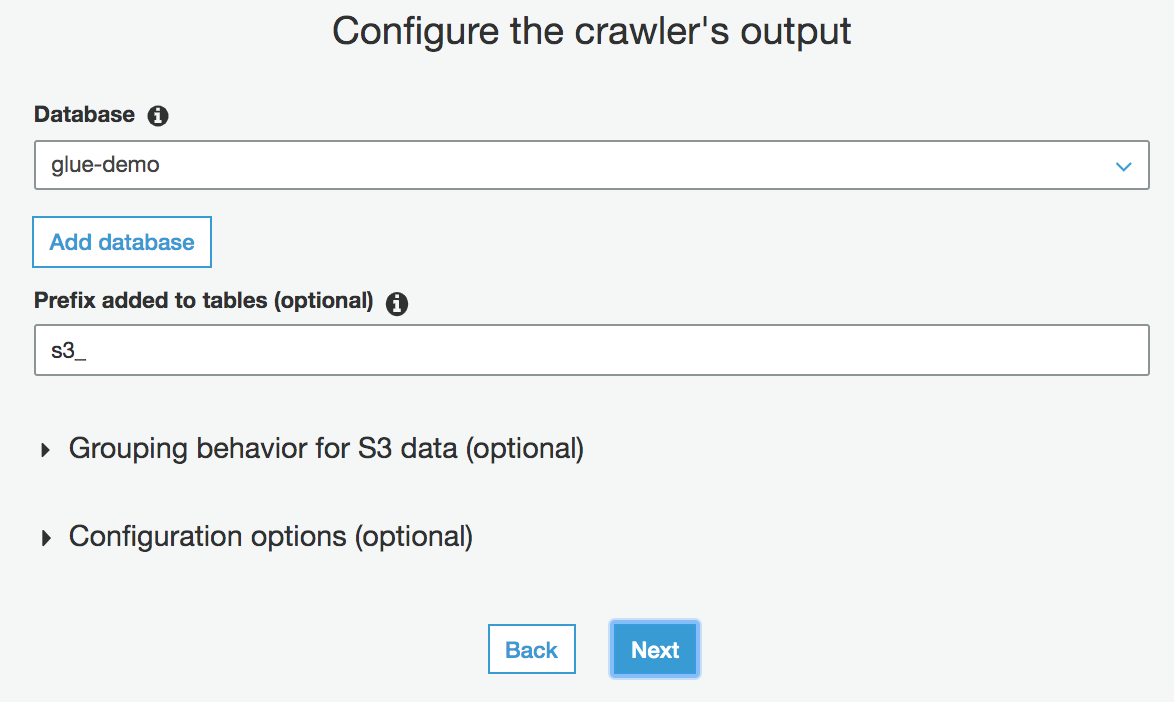 Configure the crawler's output
Database
glue-demo
Add database
Prefix added to tables (optional)
s3_
Grouping behavior for S3 data (optional)
Configuration options (optional)
Back Next